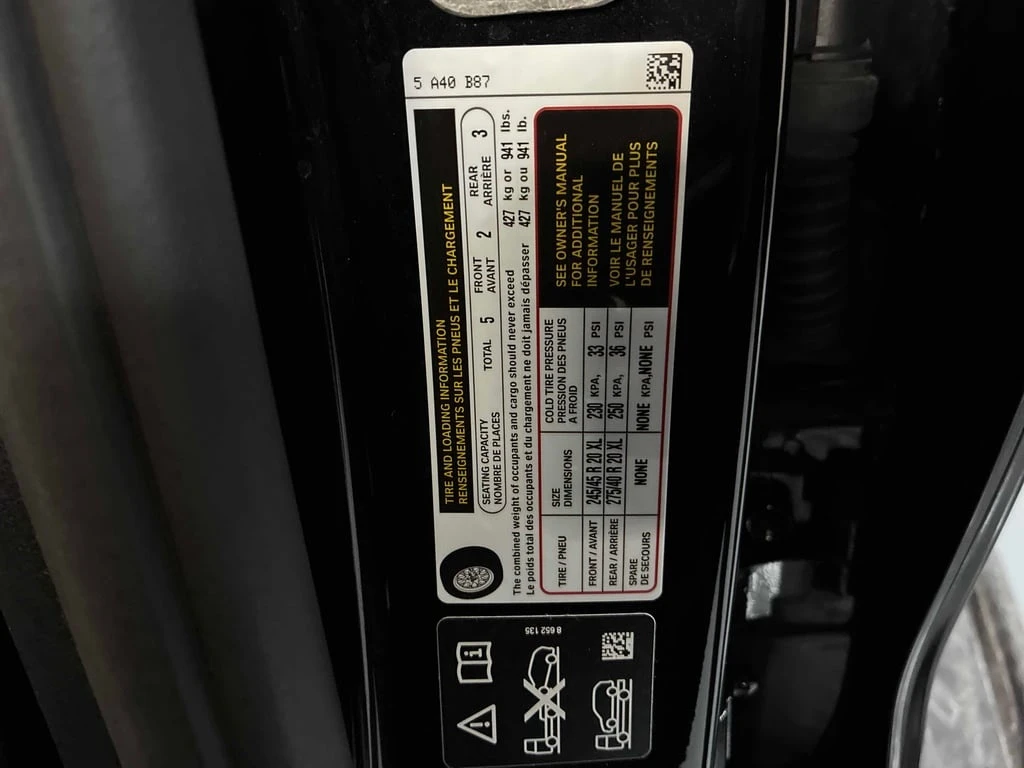 5 A40 B87
TIRE AND LOADING INFORMATION
RENSEIGNEMENTS SUR LES PNEUS ET LE CHARGEMENT
SEATING CAPACITY TOTAL 5 FRONT 2 REAR 3
NOMBRE DE PLACES AVANT ARRIÈRE
The combined weight of occupants and cargo should never exceed 427 kg or 941 lbs.
Le poids total des occupants et du chargement ne doit jamais dépasser 427 kg ou 941 lb.
TIRE / PNEU
SIZE
DIMENSIONS
COLD TIRE PRESSURE
PRESSION DES PNEUS
A FROID
FRONT / AVANT 245/45 R 20 XL 230 KPA, 33 PSI
REAR / ARRIÈRE 275/40 R 20 XL 250 KPA, 36 PSI
SPARE
DE SECOURS
NONE NONE KPA,NONE PSI
SEE OWNER'S MANUAL
FOR ADDITIONAL
INFORMATION
VOIR LE MANUEL DE
L'USAGER POUR PLUS
DE RENSEIGNEMENTS
8 652 135